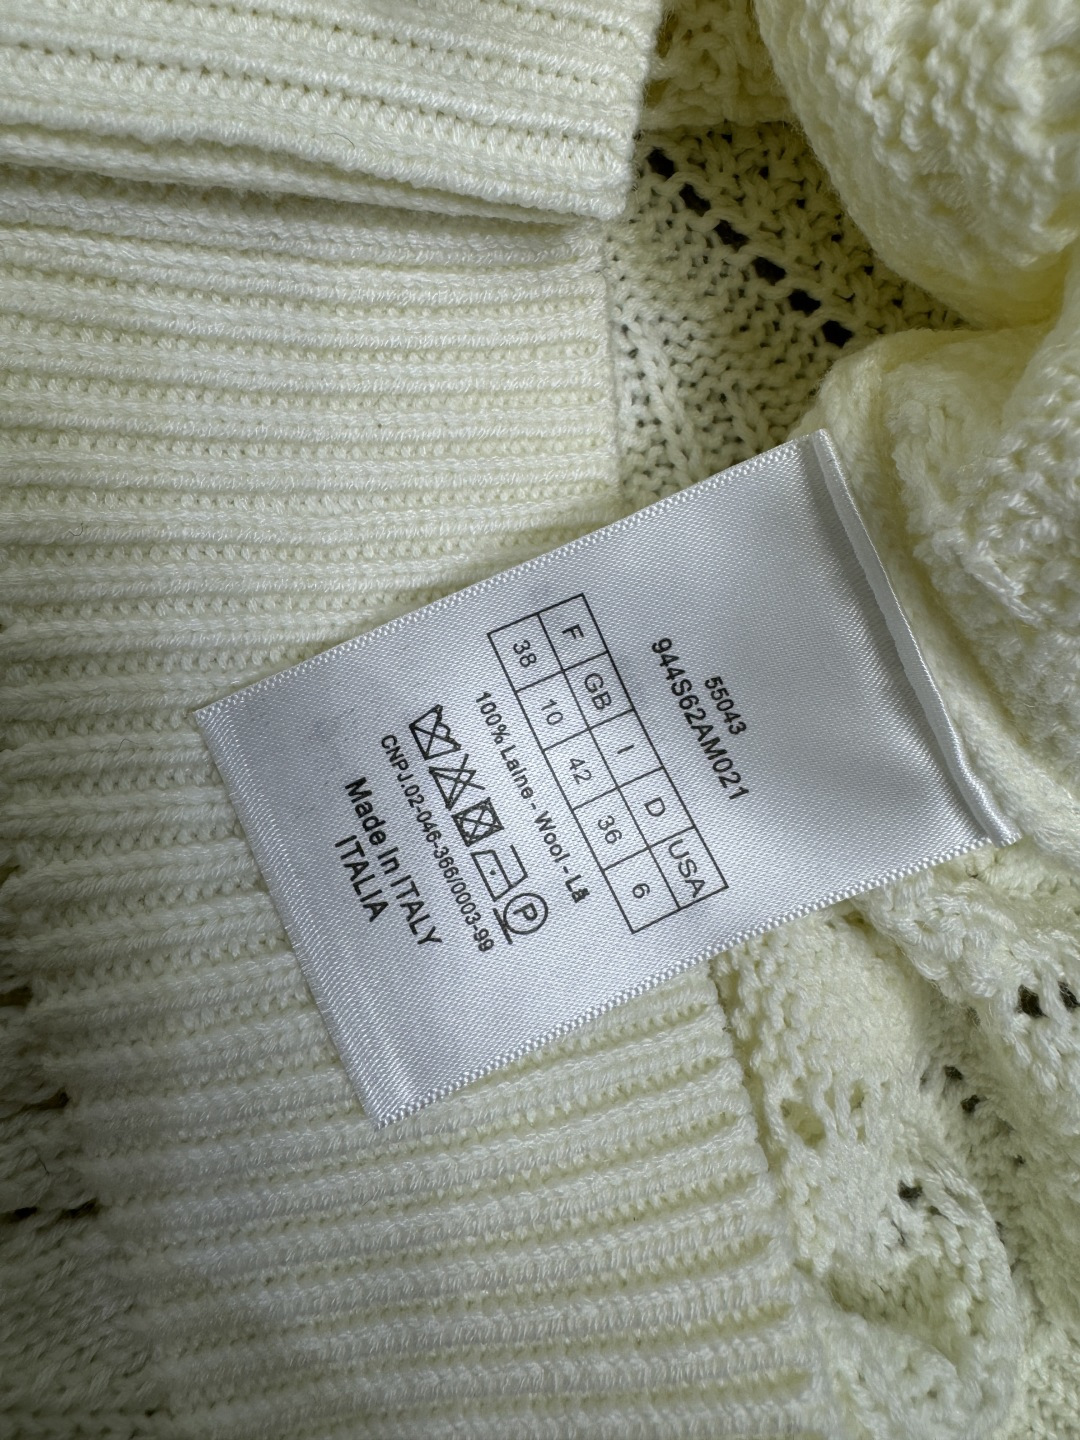 55043
944S62AM021
F GB I D USA
38 10 42 36 6
100% Laine - Wool - Lã
P
CNPJ.02-046-366/0003-99
Made In ITALY
ITALIA